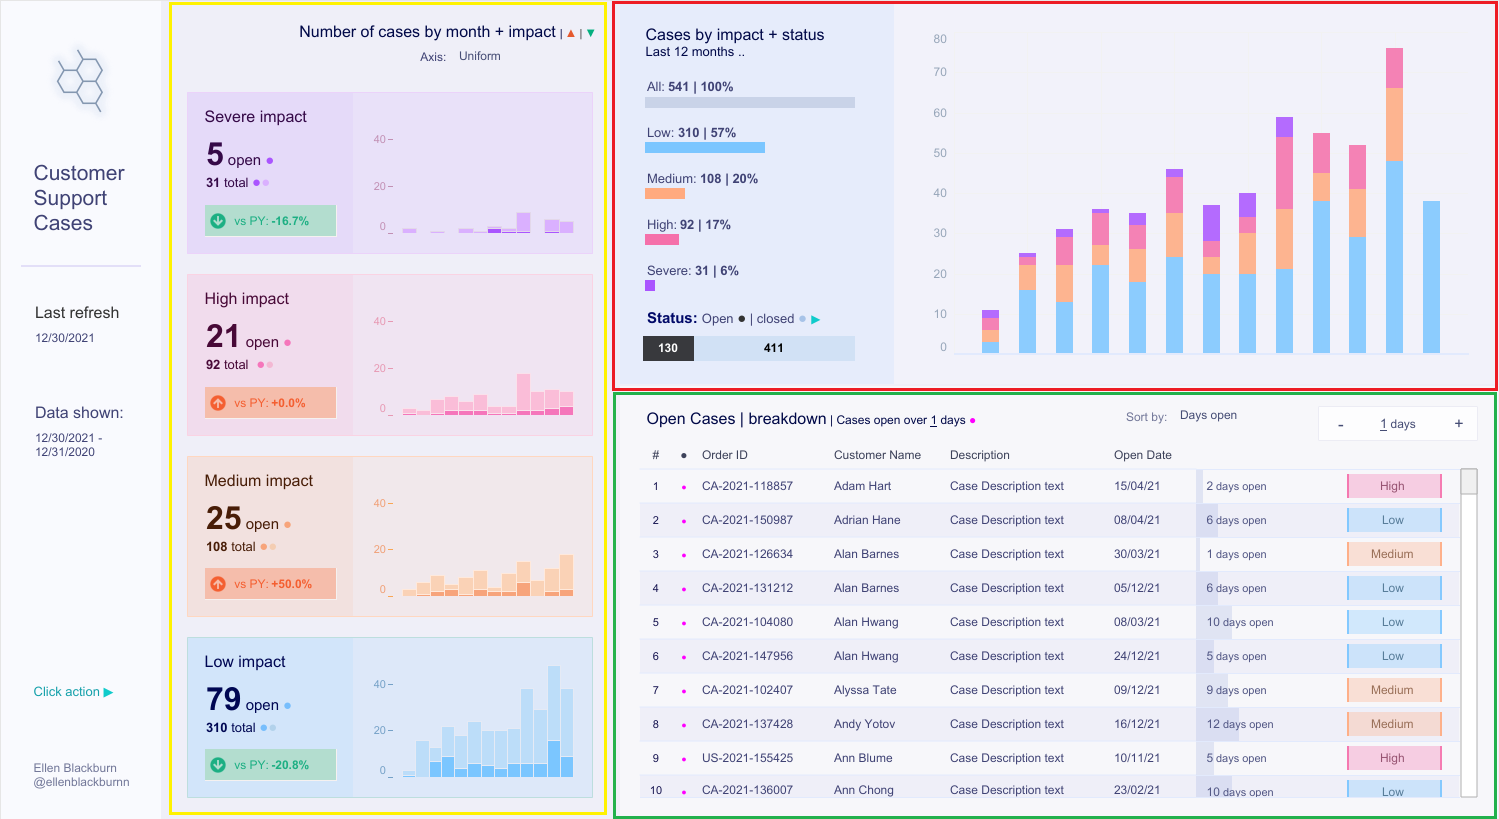 Customer
Support
Cases
Last refresh
12/30/2021
Data shown:
12/30/2021 -
12/31/2020
Click action ▶
Ellen Blackburn
@ellenblackburnn
Number of cases by month + impact | ▲ | ▼
Axis: Uniform
Severe impact
5 open ●
31 total ●●
vs PY: -16.7%
40
20
0
High impact
21 open ●
92 total ●●
vs PY: +0.0%
40
20
0
Medium impact
25 open ●
108 total ●●
vs PY: +50.0%
40
20
0
Low impact
79 open ●
310 total ●●
vs PY: -20.8%
40
20
0
Cases by impact + status
Last 12 months ..
All: 541 | 100%
Low: 310 | 57%
Medium: 108 | 20%
High: 92 | 17%
Severe: 31 | 6%
Status: Open ● | closed ● ▶
130 411
80
70
60
50
40
30
20
10
0
Open Cases | breakdown | Cases open over 1 days ●
Sort by: Days open
- 1 days +
# ● Order ID Customer Name Description Open Date
1 ● CA-2021-118857 Adam Hart Case Description text 15/04/21 2 days open High
2 ● CA-2021-150987 Adrian Hane Case Description text 08/04/21 6 days open Low
3 ● CA-2021-126634 Alan Barnes Case Description text 30/03/21 1 days open Medium
4 ● CA-2021-131212 Alan Barnes Case Description text 05/12/21 6 days open Low
5 ● CA-2021-104080 Alan Hwang Case Description text 08/03/21 10 days open Low
6 ● CA-2021-147956 Alan Hwang Case Description text 24/12/21 5 days open Low
7 ● CA-2021-102407 Alyssa Tate Case Description text 09/12/21 9 days open Medium
8 ● CA-2021-137428 Andy Yotov Case Description text 16/12/21 12 days open Medium
9 ● US-2021-155425 Ann Blume Case Description text 10/11/21 5 days open High
10 ● CA-2021-136007 Ann Chong Case Description text 23/02/21 10 days open Low